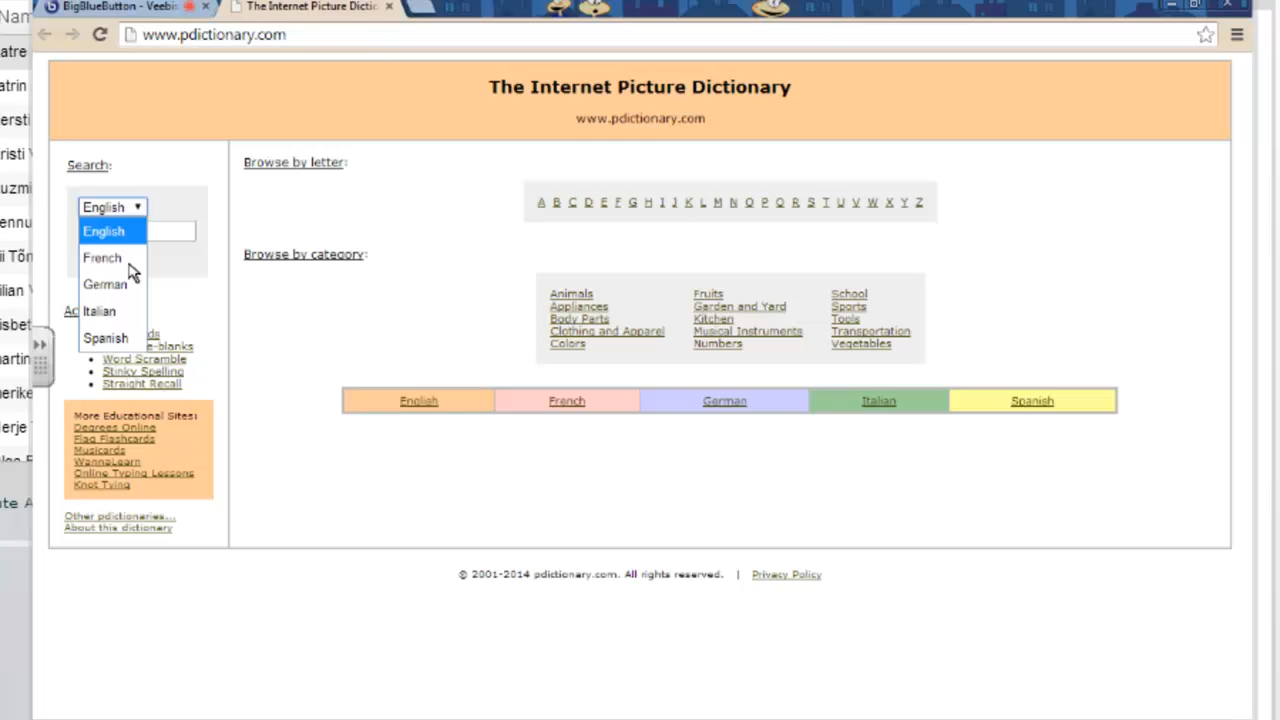 BigBlueButton - Veebi
The Internet Picture Dictic
www.pdictionary.com
The Internet Picture Dictionary
www.pdictionary.com
Search:
English
English
French
German
Italian
Spanish
e-blanks
Word Scramble
Stinky Spelling
Straight Recall
More Educational Sites:
Degrees Online
Flag Flashcards
Musicards
WannaLearn
Online Typing Lessons
Knot Tying
Other pdictionaries...
About this dictionary
Browse by letter:
A B C D E F G H I J K L M N O P Q R S T U V W X Y Z
Browse by category:
Animals Fruits School
Appliances Garden and Yard Sports
Body Parts Kitchen Tools
Clothing and Apparel Musical Instruments Transportation
Colors Numbers Vegetables
English French German Italian Spanish
© 2001-2014 pdictionary.com. All rights reserved. | Privacy Policy